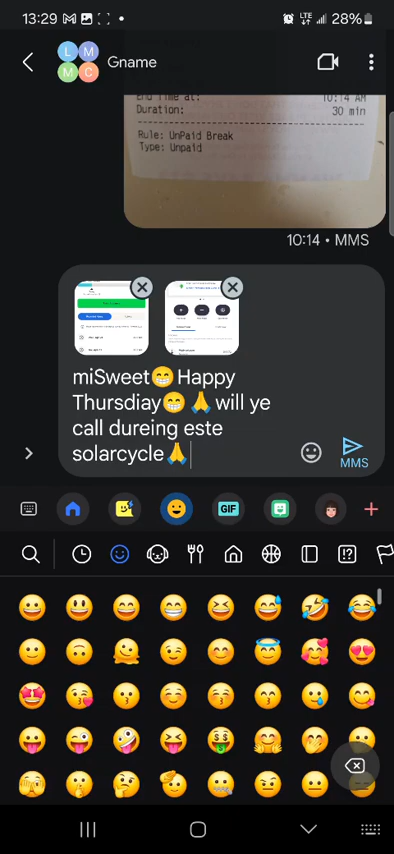 13:29 LTE 28%
Gname
End Time at: 10:14 AM
Duration: 30 min
Rule: UnPaid Break
Type: Unpaid
10:14 • MMS
miSweet😁Happy
Thursdiay😁🙏will ye
call dureing este
solarcycle🙏
MMS
GIF